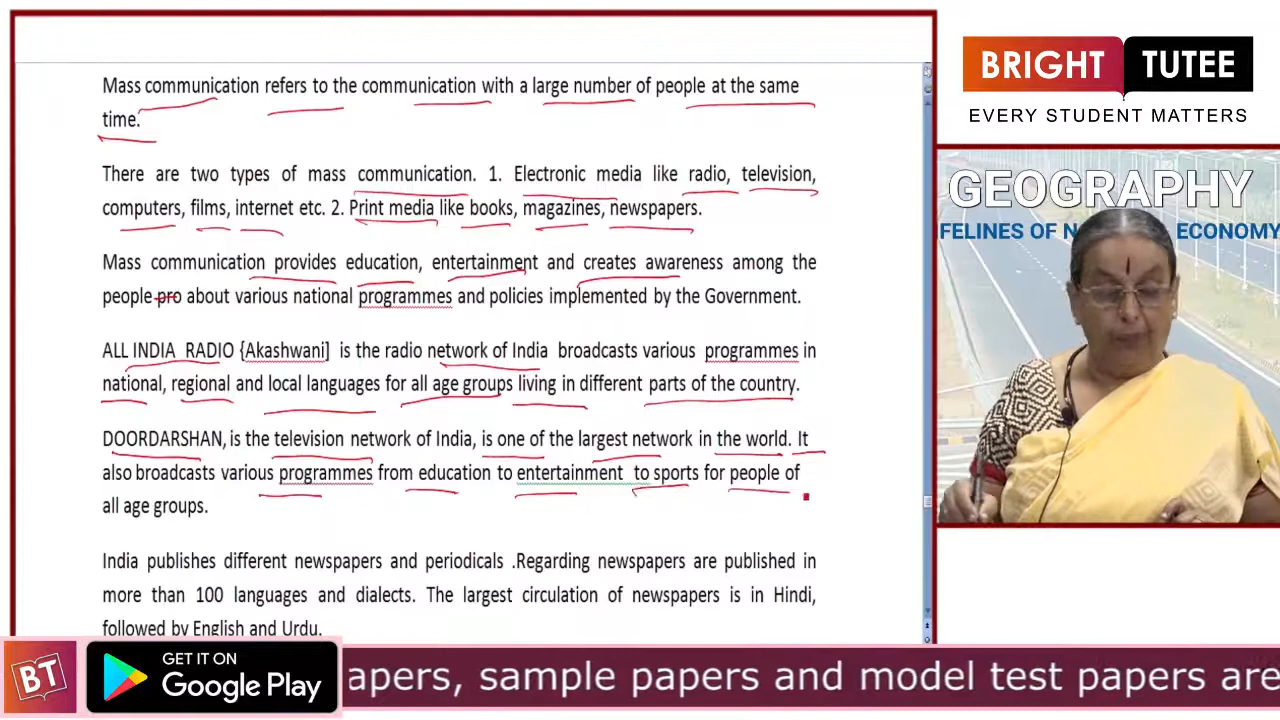 Mass communication refers to the communication with a large number of people at the same
time.
There are two types of mass communication. 1. Electronic media like radio, television,
computers, films, internet etc. 2. Print media like books, magazines, newspapers.
Mass communication provides education, entertainment and creates awareness among the
people pro about various national programmes and policies implemented by the Government.
ALL INDIA RADIO {Akashwani] is the radio network of India broadcasts various programmes in
national, regional and local languages for all age groups living in different parts of the country.
DOORDARSHAN, is the television network of India, is one of the largest network in the world. It
also broadcasts various programmes from education to entertainment to sports for people of
all age groups.
India publishes different newspapers and periodicals .Regarding newspapers are published in
more than 100 languages and dialects. The largest circulation of newspapers is in Hindi,
followed by English and Urdu.
BRIGHT TUTEE
EVERY STUDENT MATTERS
GEOGRAPHY
FELINES OF N ECONOMY
BT
GET IT ON
Google Play
apers, sample papers and model test papers are